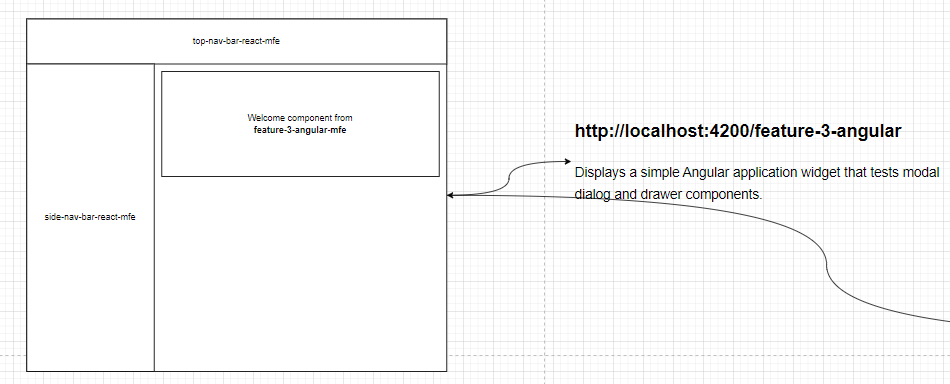 top-nav-bar-react-mfe
Welcome component from
feature-3-angular-mfe
http://localhost:4200/feature-3-angular
Displays a simple Angular application widget that tests modal
dialog and drawer components.
side-nav-bar-react-mfe